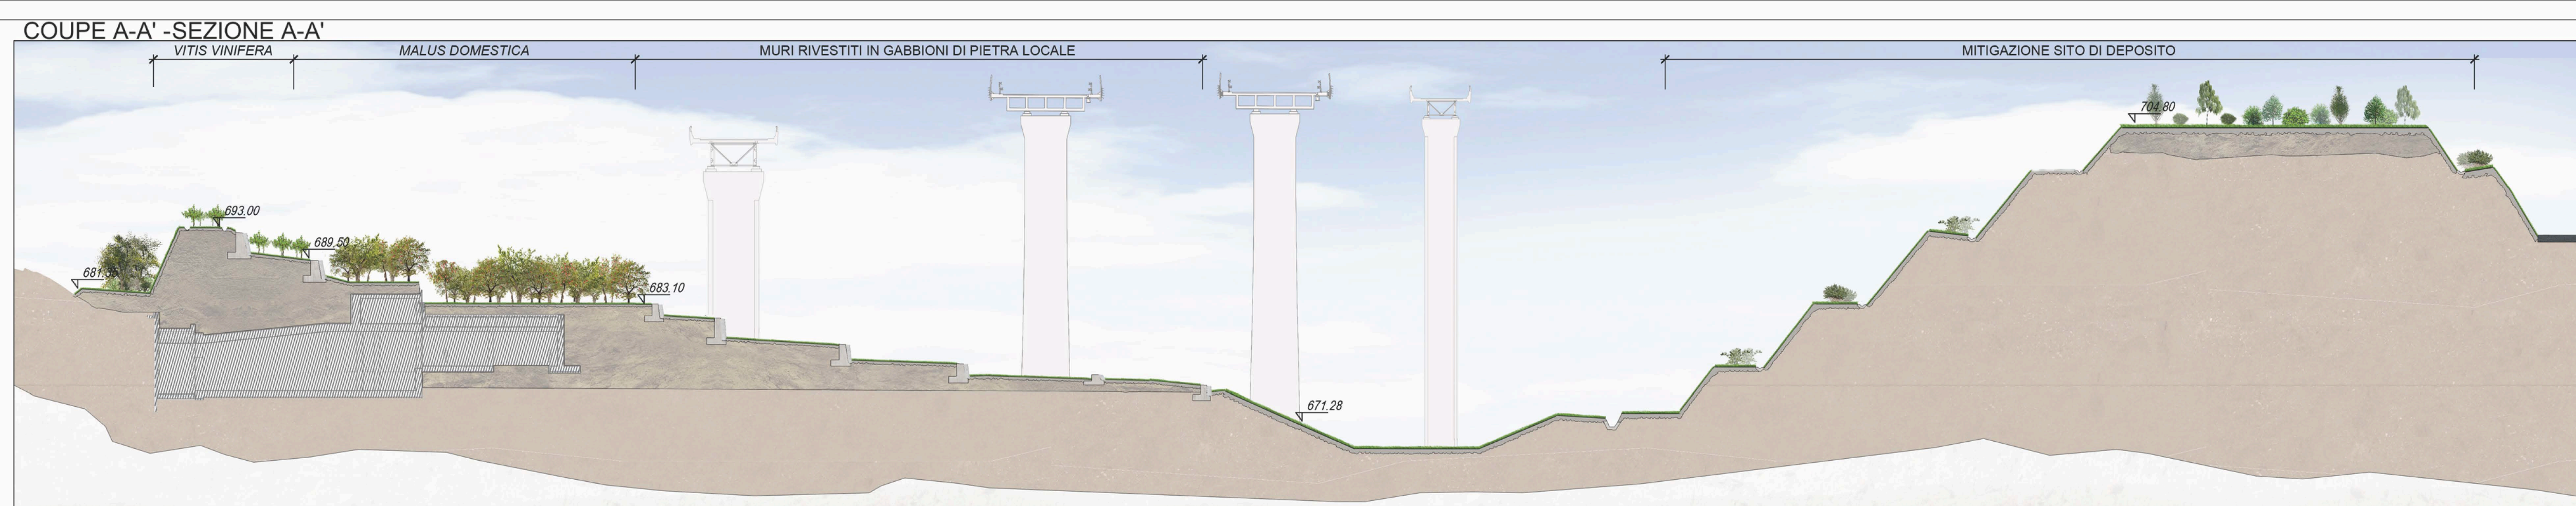 COUPE A-A' -SEZIONE A-A'
VITIS VINIFERA
MALUS DOMESTICA
MURI RIVESTITI IN GABBIONI DI PIETRA LOCALE
MITIGAZIONE SITO DI DEPOSITO
704.80
693.00
689.50
683.10
671.28